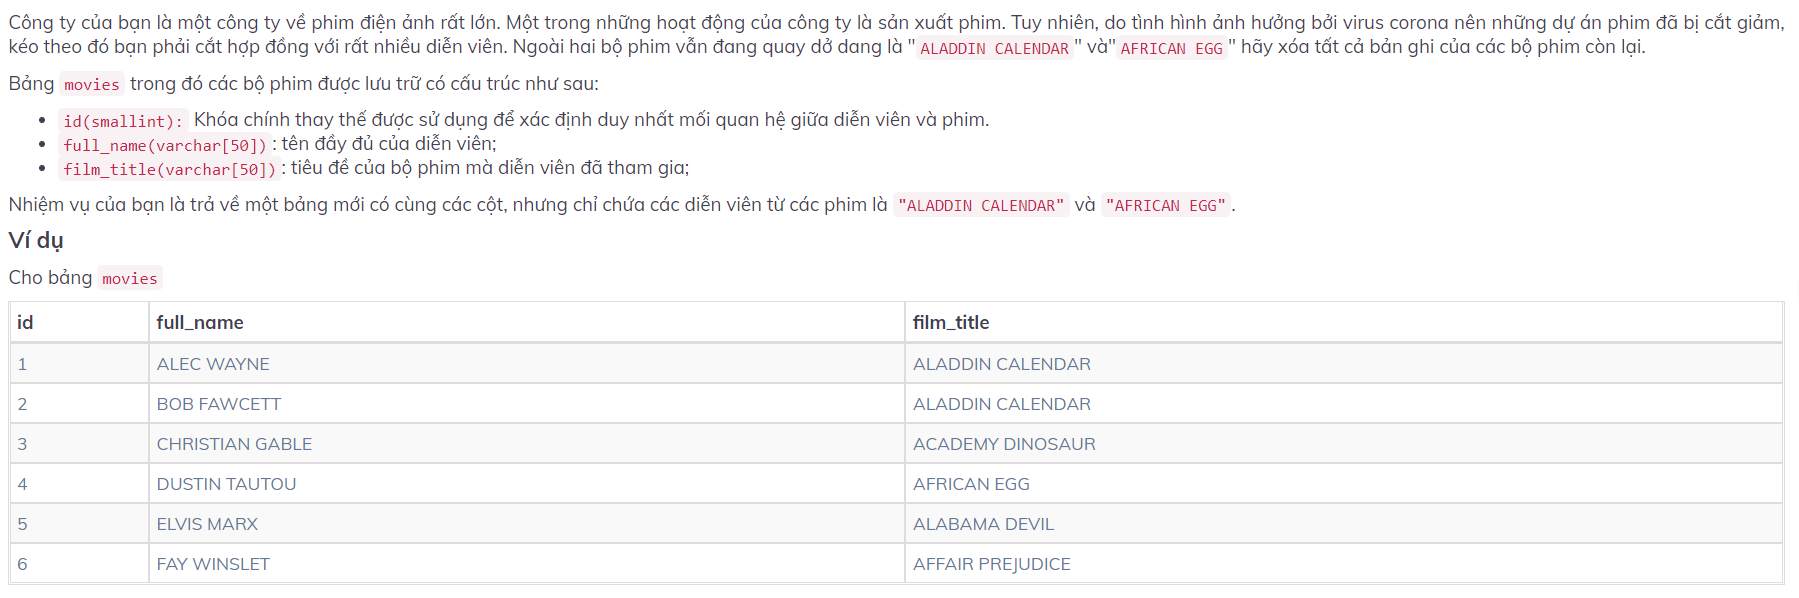 Công ty của bạn là một công ty về phim điện ảnh rất lớn. Một trong những hoạt động của công ty là sản xuất phim. Tuy nhiên, do tình hình ảnh hưởng bởi virus corona nên những dự án phim đã bị cắt giảm,
kéo theo đó bạn phải cắt hợp đồng với rất nhiều diễn viên. Ngoài hai bộ phim vẫn đang quay dở dang là "ALADDIN CALENDAR" và"AFRICAN EGG" hãy xóa tất cả bản ghi của các bộ phim còn lại.
Bảng movies trong đó các bộ phim được lưu trữ có cấu trúc như sau:
• id(smallint): Khóa chính thay thế được sử dụng để xác định duy nhất mối quan hệ giữa diễn viên và phim.
• full_name(varchar[50]): tên đầy đủ của diễn viên;
• film_title(varchar[50]): tiêu đề của bộ phim mà diễn viên đã tham gia;
Nhiệm vụ của bạn là trả về một bảng mới có cùng các cột, nhưng chỉ chứa các diễn viên từ các phim là "ALADDIN CALENDAR" và "AFRICAN EGG".
Ví dụ
Cho bảng movies
id full_name film_title
1 ALEC WAYNE ALADDIN CALENDAR
2 BOB FAWCETT ALADDIN CALENDAR
3 CHRISTIAN GABLE ACADEMY DINOSAUR
4 DUSTIN TAUTOU AFRICAN EGG
5 ELVIS MARX ALABAMA DEVIL
6 FAY WINSLET AFFAIR PREJUDICE